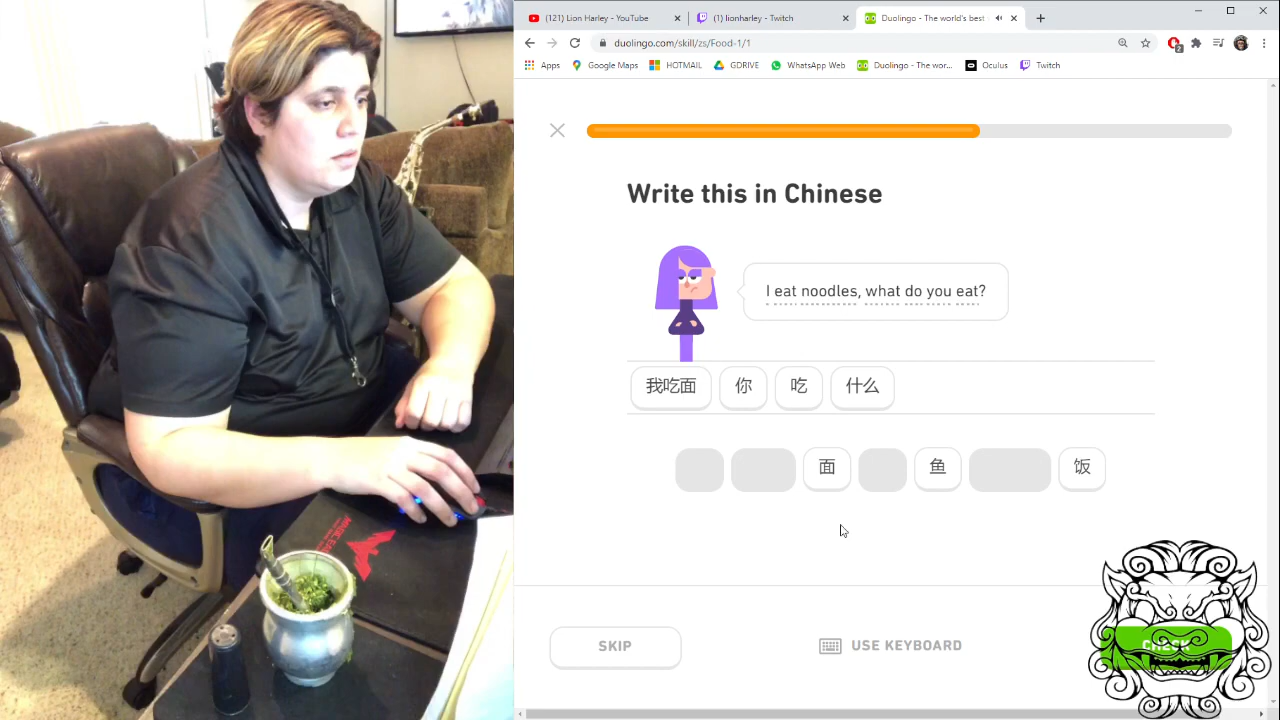 (121) Lion Harley - YouTube
(1) lionharley - Twitch
Duolingo - The world's best
duolingo.com/skill/zs/Food-1/1
2
Apps Google Maps HOTMAIL GDRIVE WhatsApp Web Duolingo - The wor... Oculus Twitch
Write this in Chinese
I eat noodles, what do you eat?
我吃面 你 吃 什么
面 鱼 饭
SKIP
USE KEYBOARD
CHECK